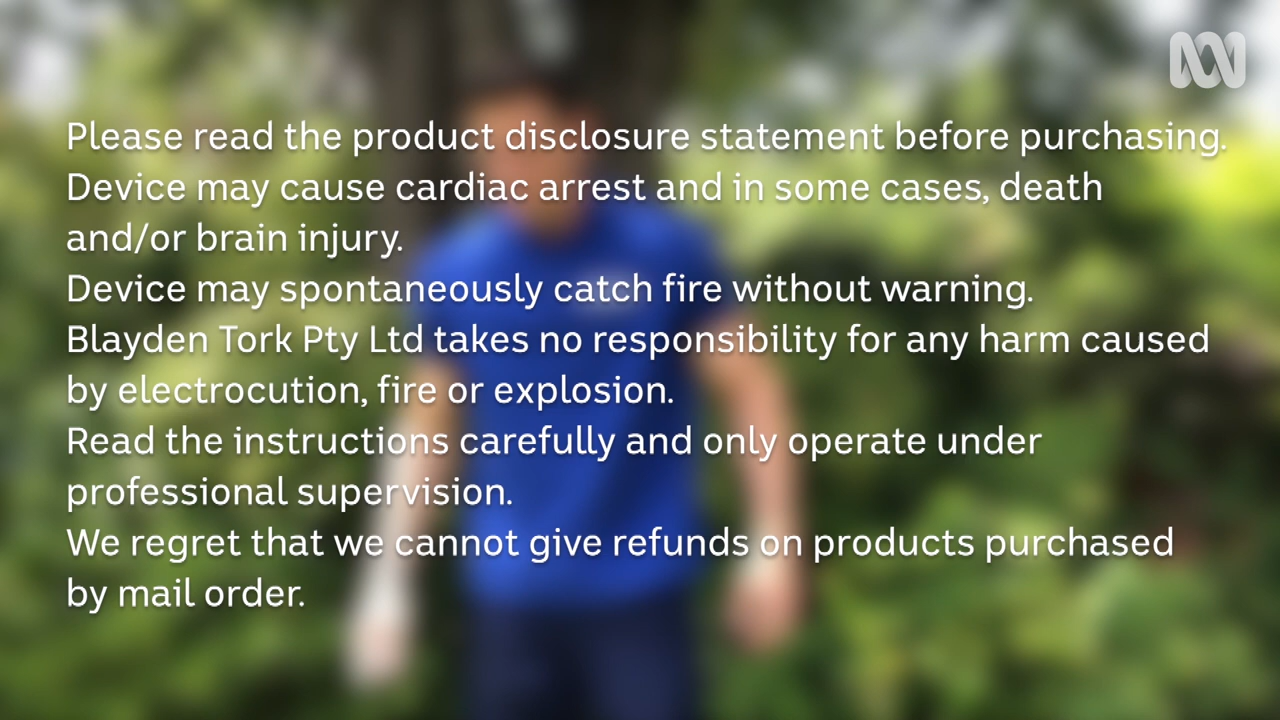 Please read the product disclosure statement before purchasing.
Device may cause cardiac arrest and in some cases, death
and/or brain injury.
Device may spontaneously catch fire without warning.
Blayden Tork Pty Ltd takes no responsibility for any harm caused
by electrocution, fire or explosion.
Read the instructions carefully and only operate under
professional supervision.
We regret that we cannot give refunds on products purchased
by mail order.